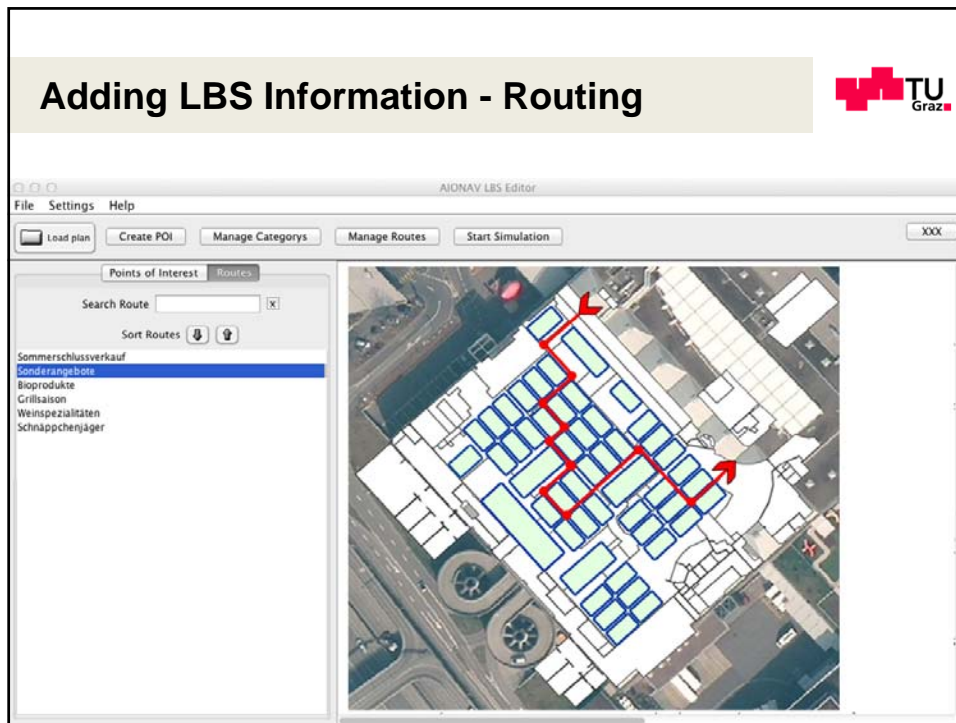 Adding LBS Information - Routing
TU
Graz
AIONAV LBS Editor
File Settings Help
Load plan Create POI Manage Categorys Manage Routes Start Simulation XXX
Points of Interest Routes
Search Route x
Sort Routes
Sommerschlussverkauf
Sonderangebote
Bioprodukte
Grillsaison
Weinspezialitäten
Schnäppchenjäger